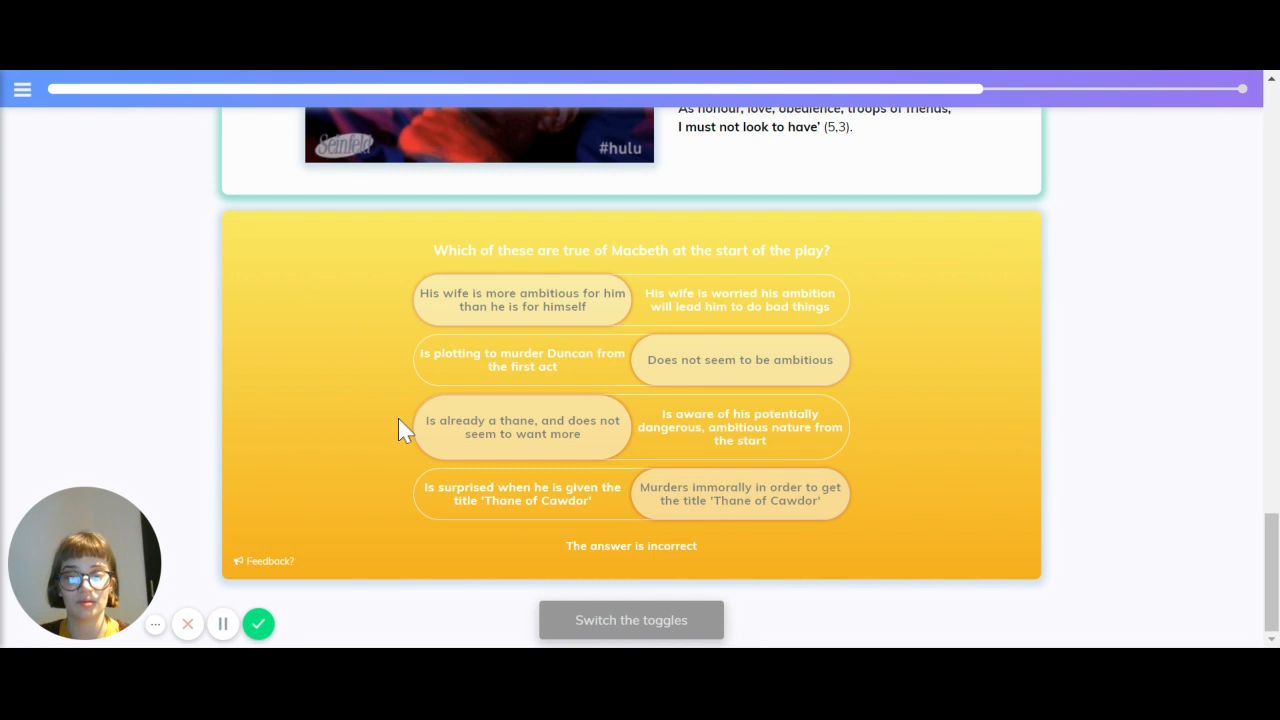 As honour, love, obedience, troops of friends,
I must not look to have' (5,3).
Seinfeld
#hulu
Which of these are true of Macbeth at the start of the play?
His wife is more ambitious for him
than he is for himself
His wife is worried his ambition
will lead him to do bad things
Is plotting to murder Duncan from
the first act
Does not seem to be ambitious
Is already a thane, and does not
seem to want more
Is aware of his potentially
dangerous, ambitious nature from
the start
Is surprised when he is given the
title 'Thane of Cawdor'
Murders immorally in order to get
the title 'Thane of Cawdor'
The answer is incorrect
Feedback?
Switch the toggles